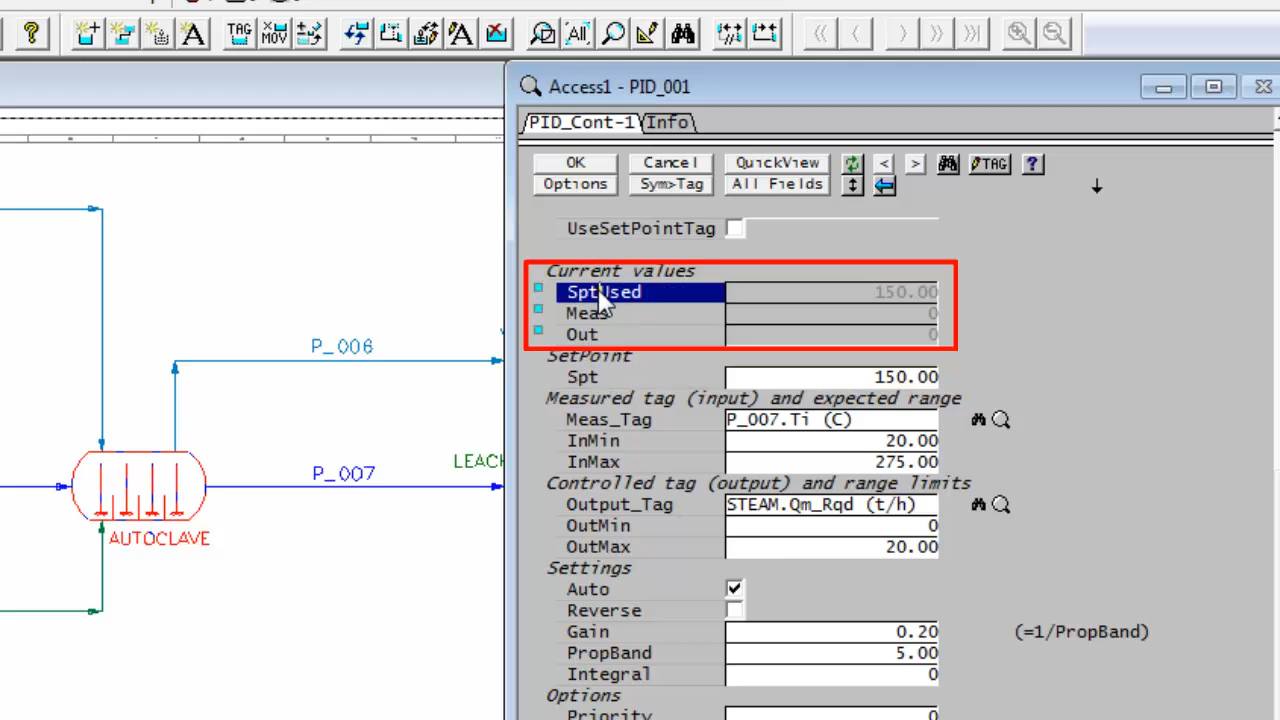 TAG
X
MOV
A
A
All
Access1 - PID_001
PID_Cont-1 Info
OK Cancel QuickView < > TAG ?
Options Sym>Tag All Fields
UseSetPointTag
Current values
SptUsed 150.00
Meas 0
Out 0
SetPoint
Spt 150.00
Measured tag (input) and expected range
Meas_Tag P_007.Ti (C)
InMin 20.00
InMax 275.00
Controlled tag (output) and range limits
Output_Tag STEAM.Qm_Rqd (t/h)
OutMin 0
OutMax 20.00
Settings
Auto
Reverse
Gain 0.20 (=1/PropBand)
PropBand 5.00
Integral 0
Options
Priority 0
P_006
P_007
LEACH
AUTOCLAVE